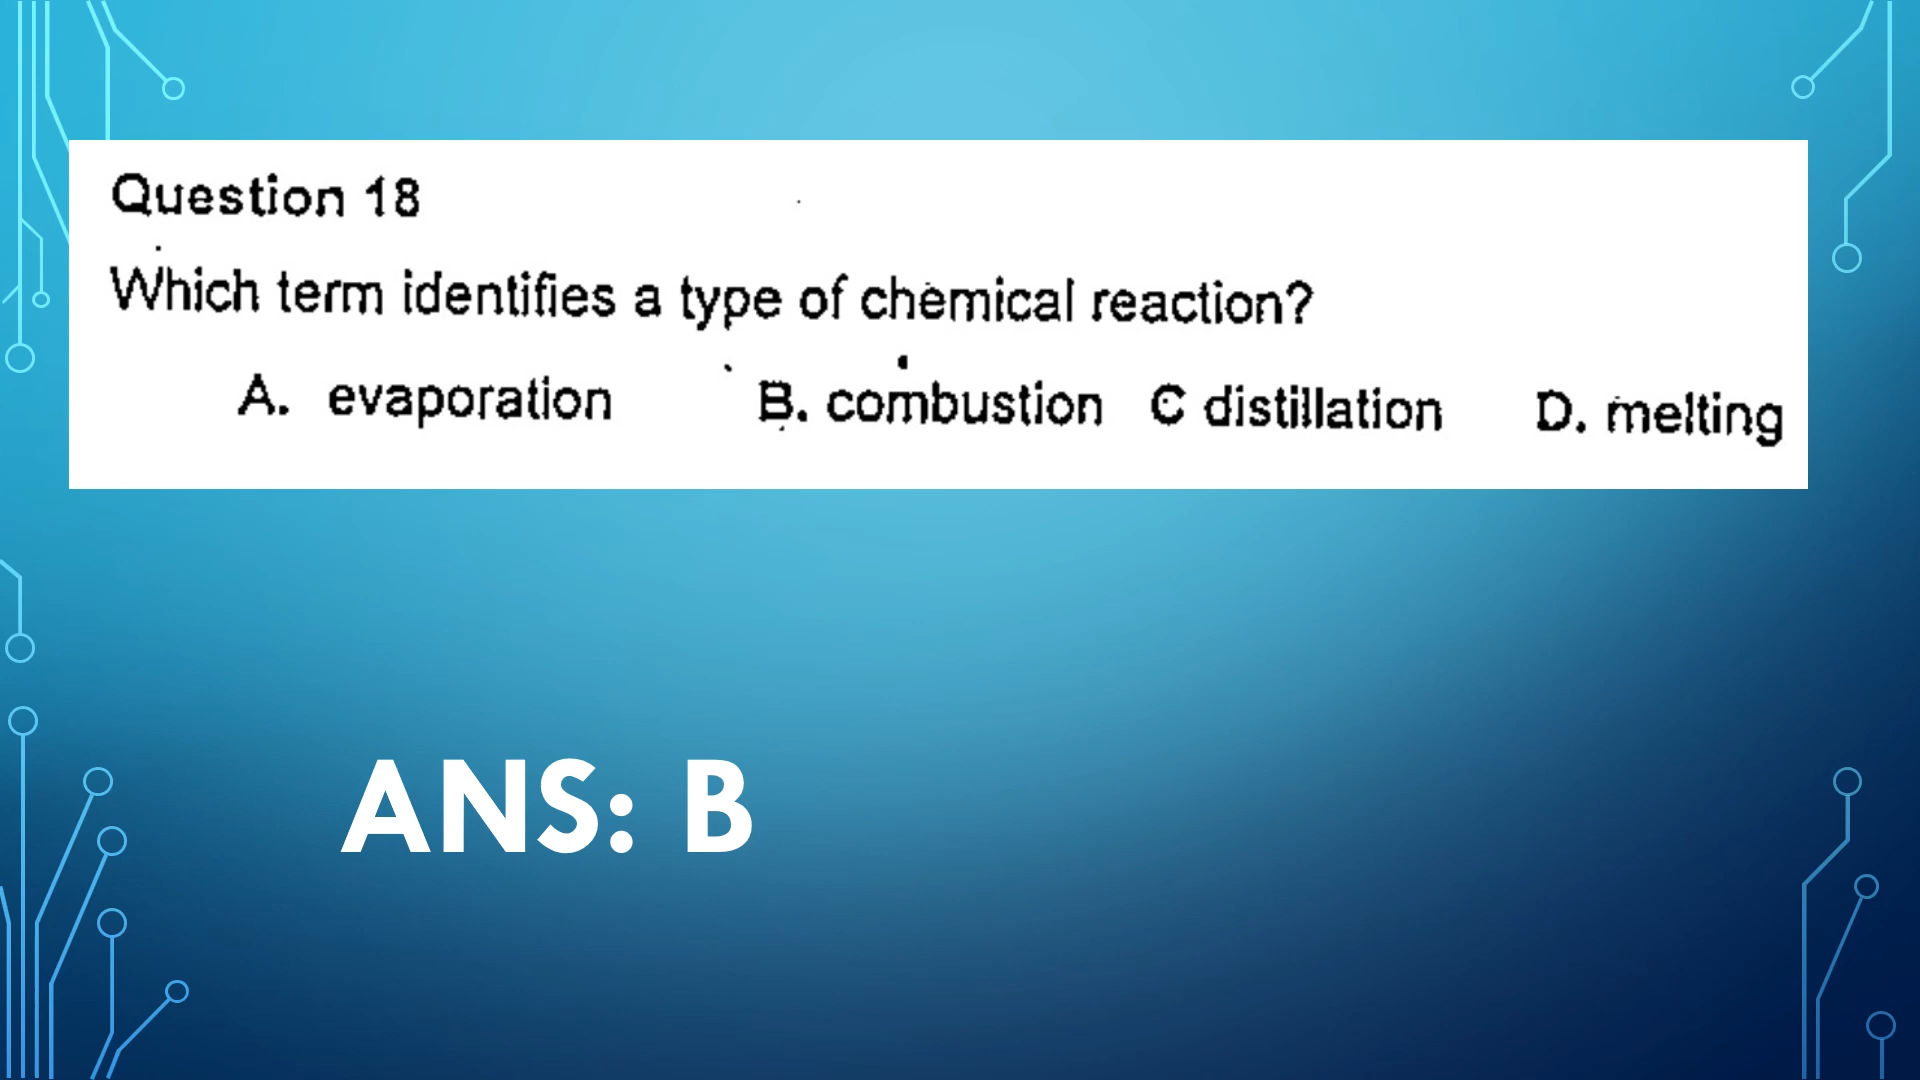 Question 18
Which term identifies a type of chemical reaction?
A. evaporation B. combustion C distillation D. melting
ANS: B